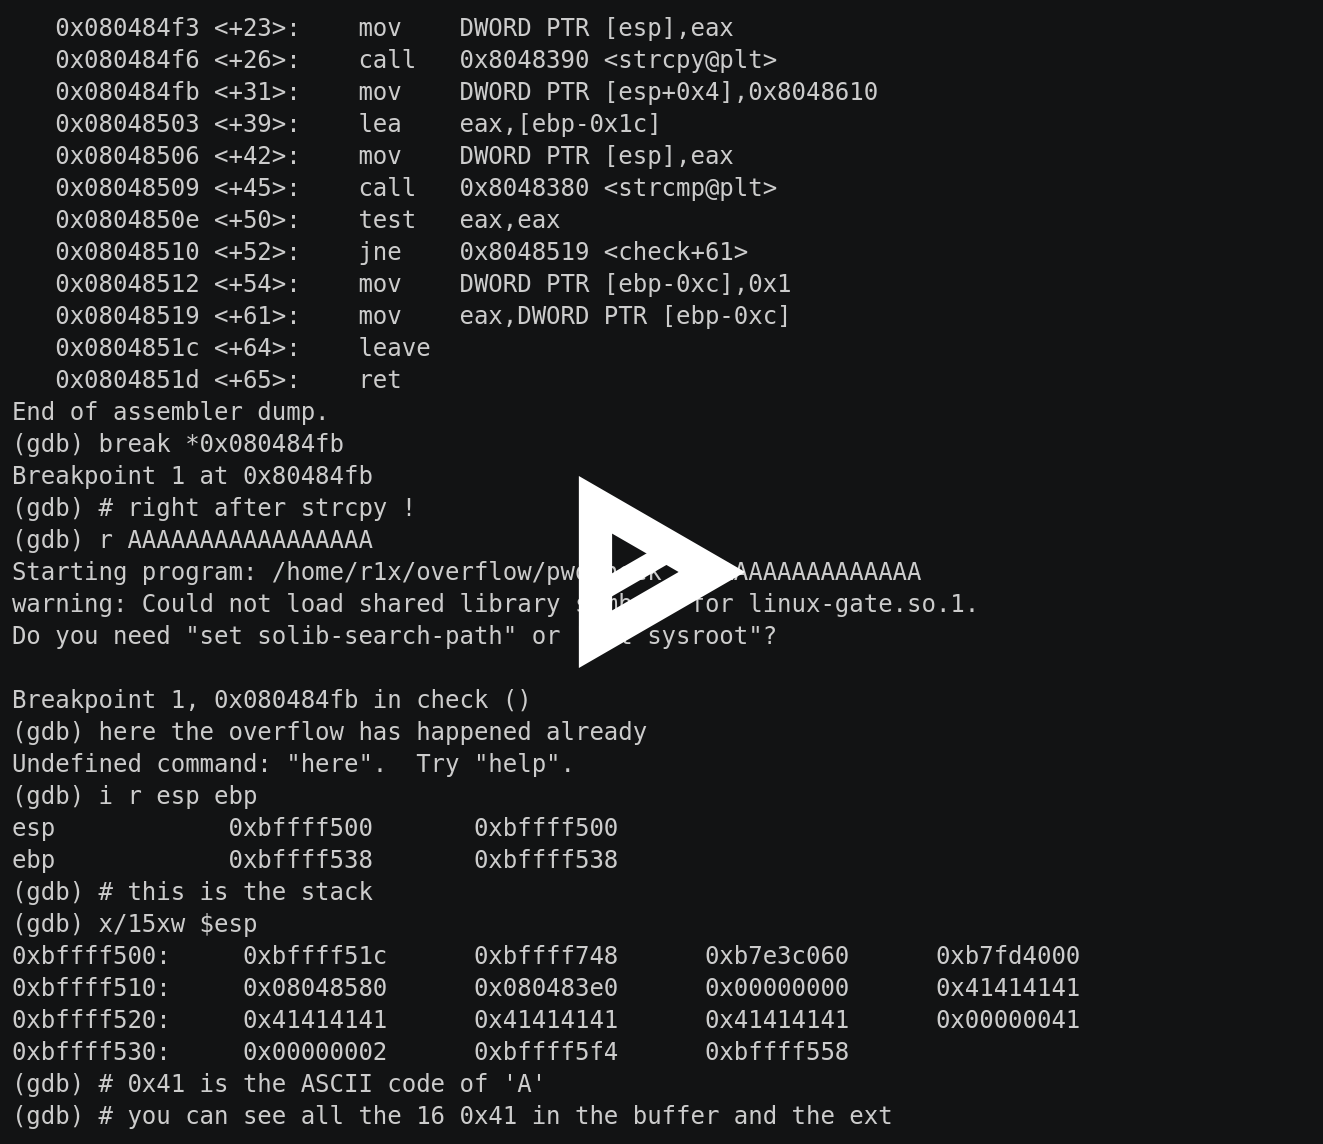 0x080484f3 <+23>: mov DWORD PTR [esp],eax
0x080484f6 <+26>: call 0x8048390 <strcpy@plt>
0x080484fb <+31>: mov DWORD PTR [esp+0x4],0x8048610
0x08048503 <+39>: lea eax,[ebp-0x1c]
0x08048506 <+42>: mov DWORD PTR [esp],eax
0x08048509 <+45>: call 0x8048380 <strcmp@plt>
0x0804850e <+50>: test eax,eax
0x08048510 <+52>: jne 0x8048519 <check+61>
0x08048512 <+54>: mov DWORD PTR [ebp-0xc],0x1
0x08048519 <+61>: mov eax,DWORD PTR [ebp-0xc]
0x0804851c <+64>: leave
0x0804851d <+65>: ret
End of assembler dump.
(gdb) break *0x080484fb
Breakpoint 1 at 0x80484fb
(gdb) # right after strcpy !
(gdb) r AAAAAAAAAAAAAAAAA
Starting program:
warning: Could not load shared library for linux-gate.so.1.
Do you need "set solib-search-path" or sysroot"?
Breakpoint 1, 0x080484fb in check ()
(gdb) here the overflow has happened already
Undefined command: "here". Try "help".
(gdb) i r esp ebp
esp 0xbffff500 0xbffff500
ebp 0xbffff538 0xbffff538
(gdb) # this is the stack
(gdb) x/15xw $esp
0xbffff500: 0xbffff51c 0xbffff748 0xb7e3c060 0xb7fd4000
0xbffff510: 0x08048580 0x080483e0 0x00000000 0x41414141
0xbffff520: 0x41414141 0x41414141 0x41414141 0x00000041
0xbffff530: 0x00000002 0xbffff5f4 0xbffff558
(gdb) # 0x41 is the ASCII code of 'A'
(gdb) # you can see all the 16 0x41 in the buffer and the ext